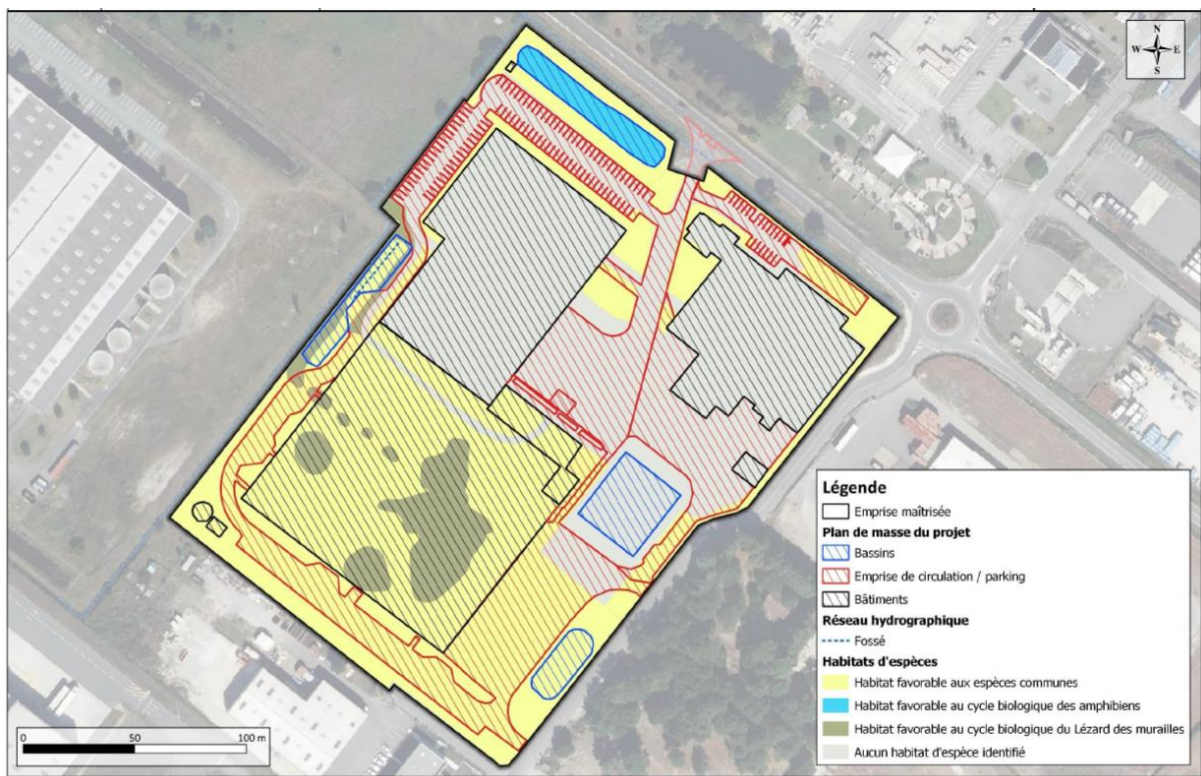 N
W E
S
Légende
Emprise maîtrisée
Plan de masse du projet
Bassins
Emprise de circulation / parking
Bâtiments
Réseau hydrographique
Fossé
Habitats d'espèces
Habitat favorable aux espèces communes
Habitat favorable au cycle biologique des amphibiens
Habitat favorable au cycle biologique du Lézard des murailles
Aucun habitat d'espèce identifié
0 50 100 m